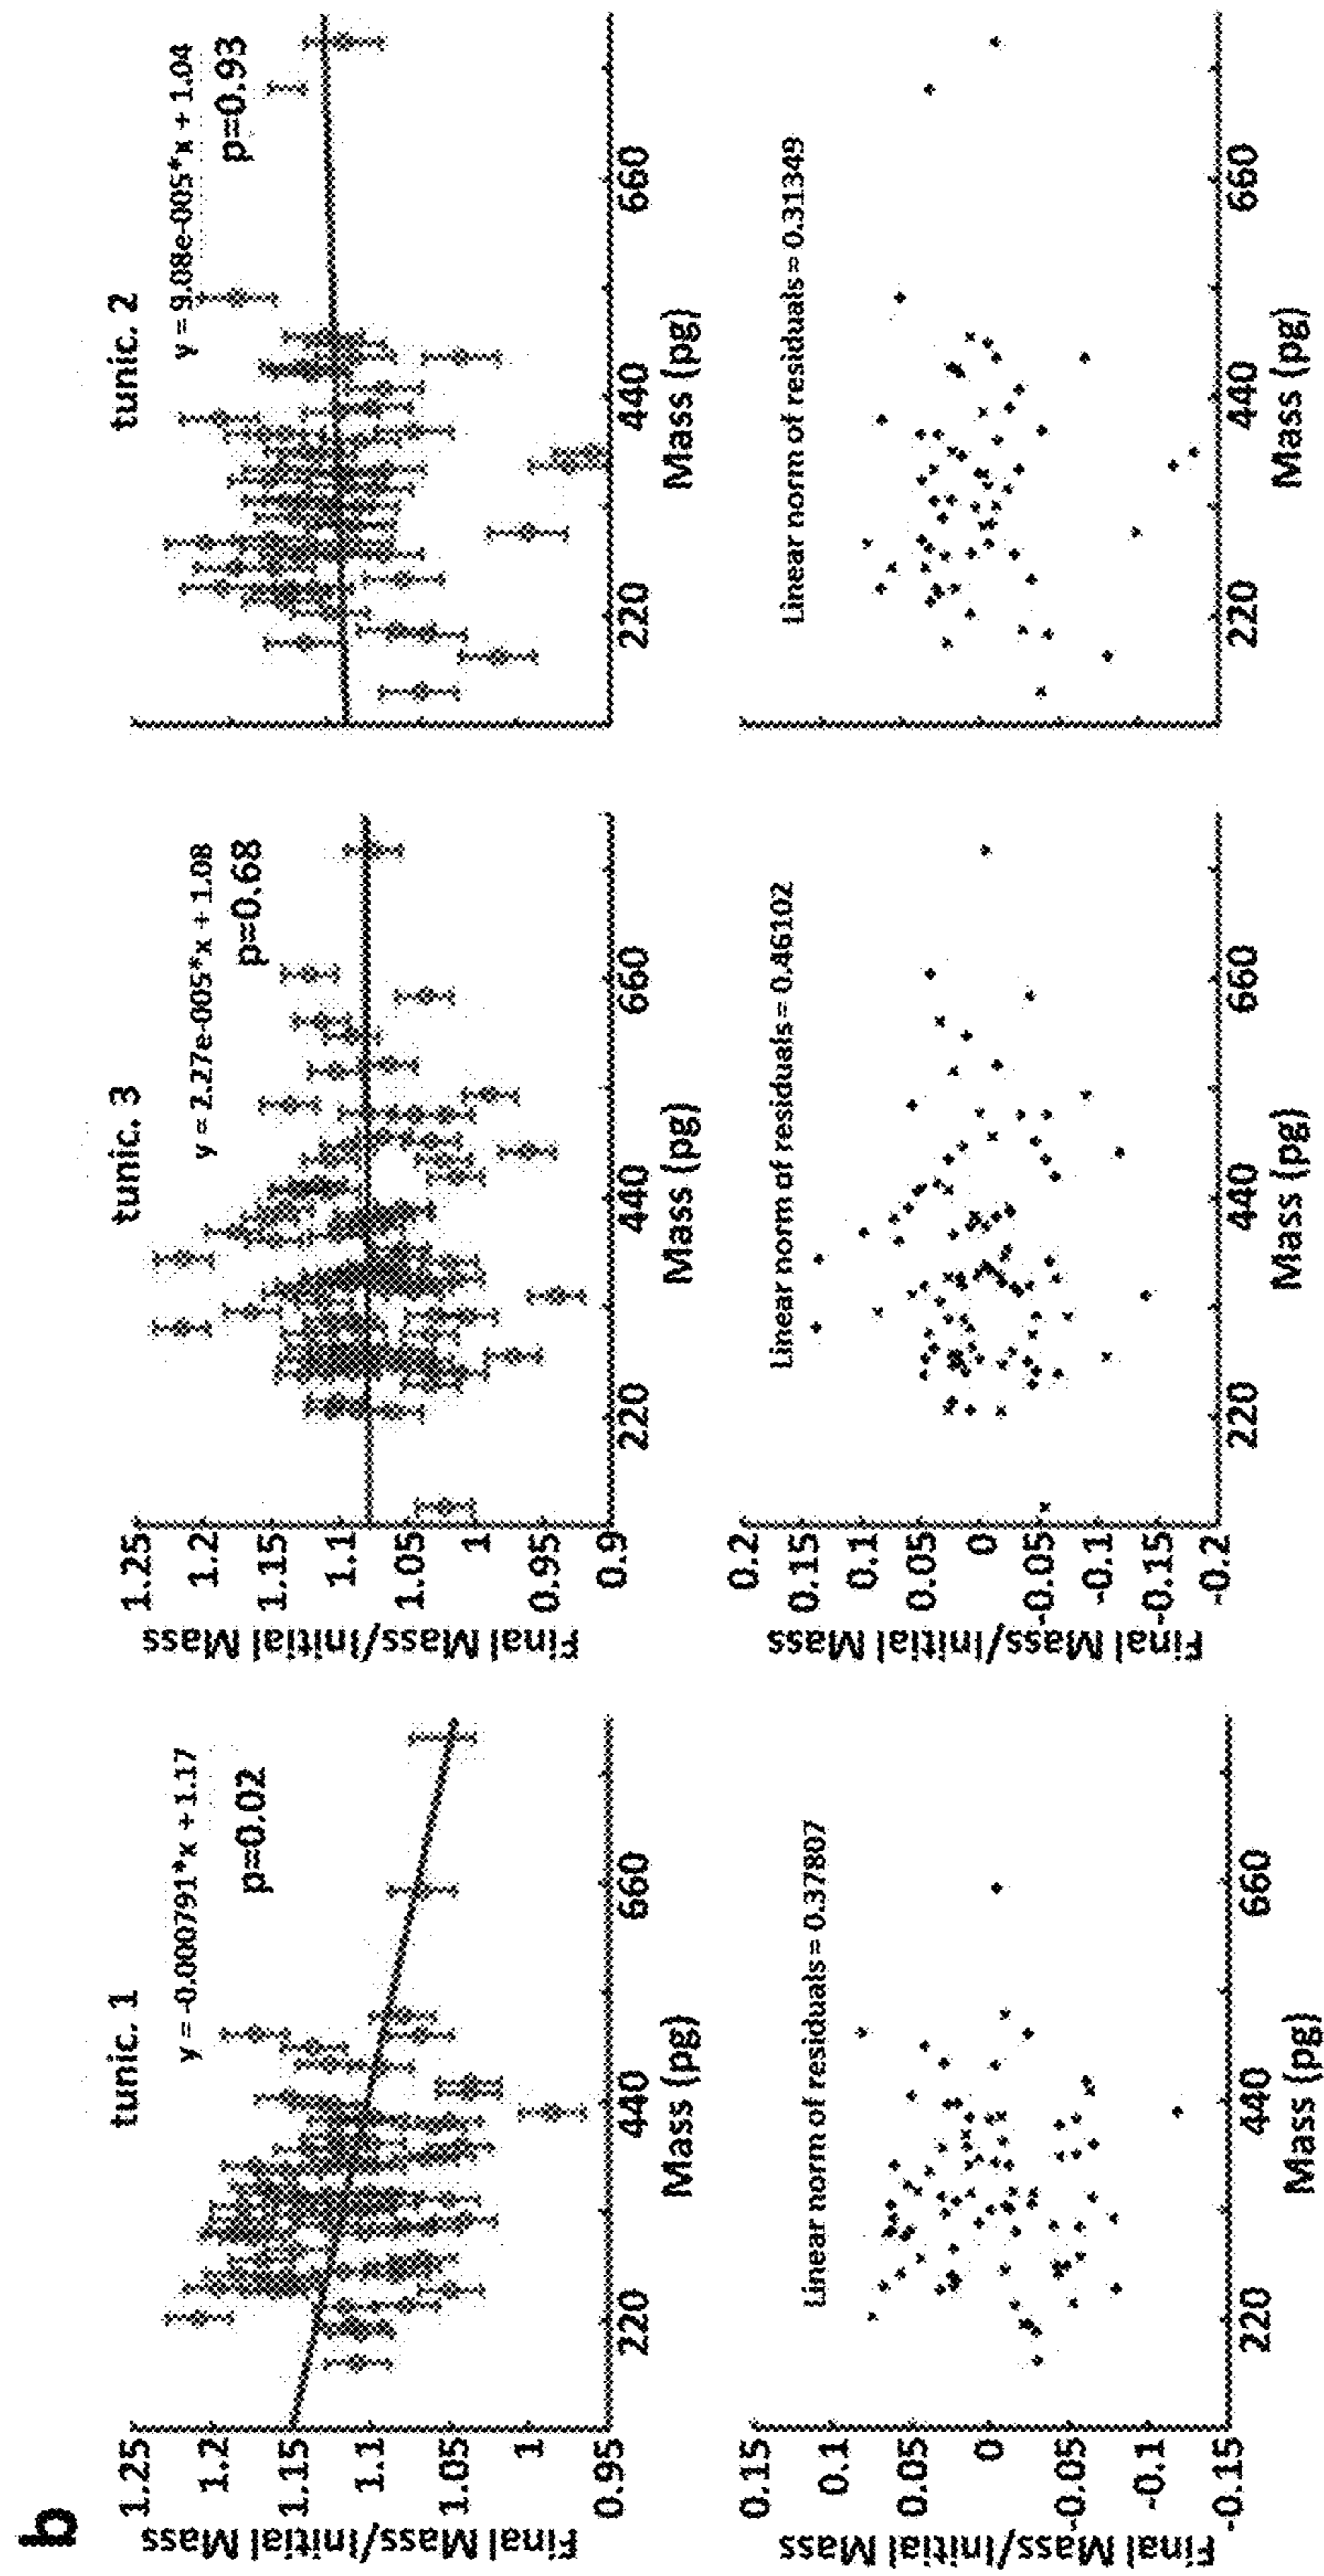 b
tunic. 1
y = -0.000791*x + 1.17
p=0.02
1.25
1.2
1.15
1.1
1.05
1
0.95
Final Mass/Initial Mass
220
440
660
Mass (pg)
Linear norm of residuals = 0.37807
0.15
0.1
0.05
0
-0.05
-0.1
-0.15
Final Mass/Initial Mass
220
440
660
Mass (pg)
tunic. 3
y = 2.27e-005*x + 1.08
p=0.68
1.25
1.2
1.15
1.1
1.05
1
0.95
0.9
Final Mass/Initial Mass
220
440
660
Mass (pg)
Linear norm of residuals = 0.46102
0.2
0.15
0.1
0.05
0
-0.05
-0.1
-0.15
-0.2
Final Mass/Initial Mass
220
440
660
Mass (pg)
tunic. 2
y = 9.08e-005*x + 1.04
p=0.93
220
440
660
Mass (pg)
Linear norm of residuals = 0.31349
220
440
660
Mass (pg)